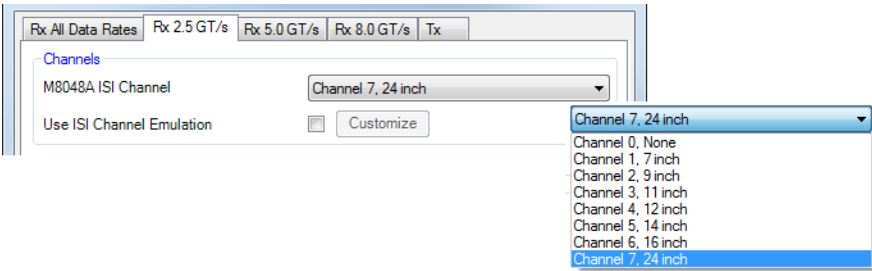 Rx All Data Rates Rx 2.5 GT/s Rx 5.0 GT/s Rx 8.0 GT/s Tx
Channels
M8048A ISI Channel Channel 7, 24 inch
Use ISI Channel Emulation Customize
Channel 7, 24 inch
Channel 0, None
Channel 1, 7 inch
Channel 2, 9 inch
Channel 3, 11 inch
Channel 4, 12 inch
Channel 5, 14 inch
Channel 6, 16 inch
Channel 7, 24 inch